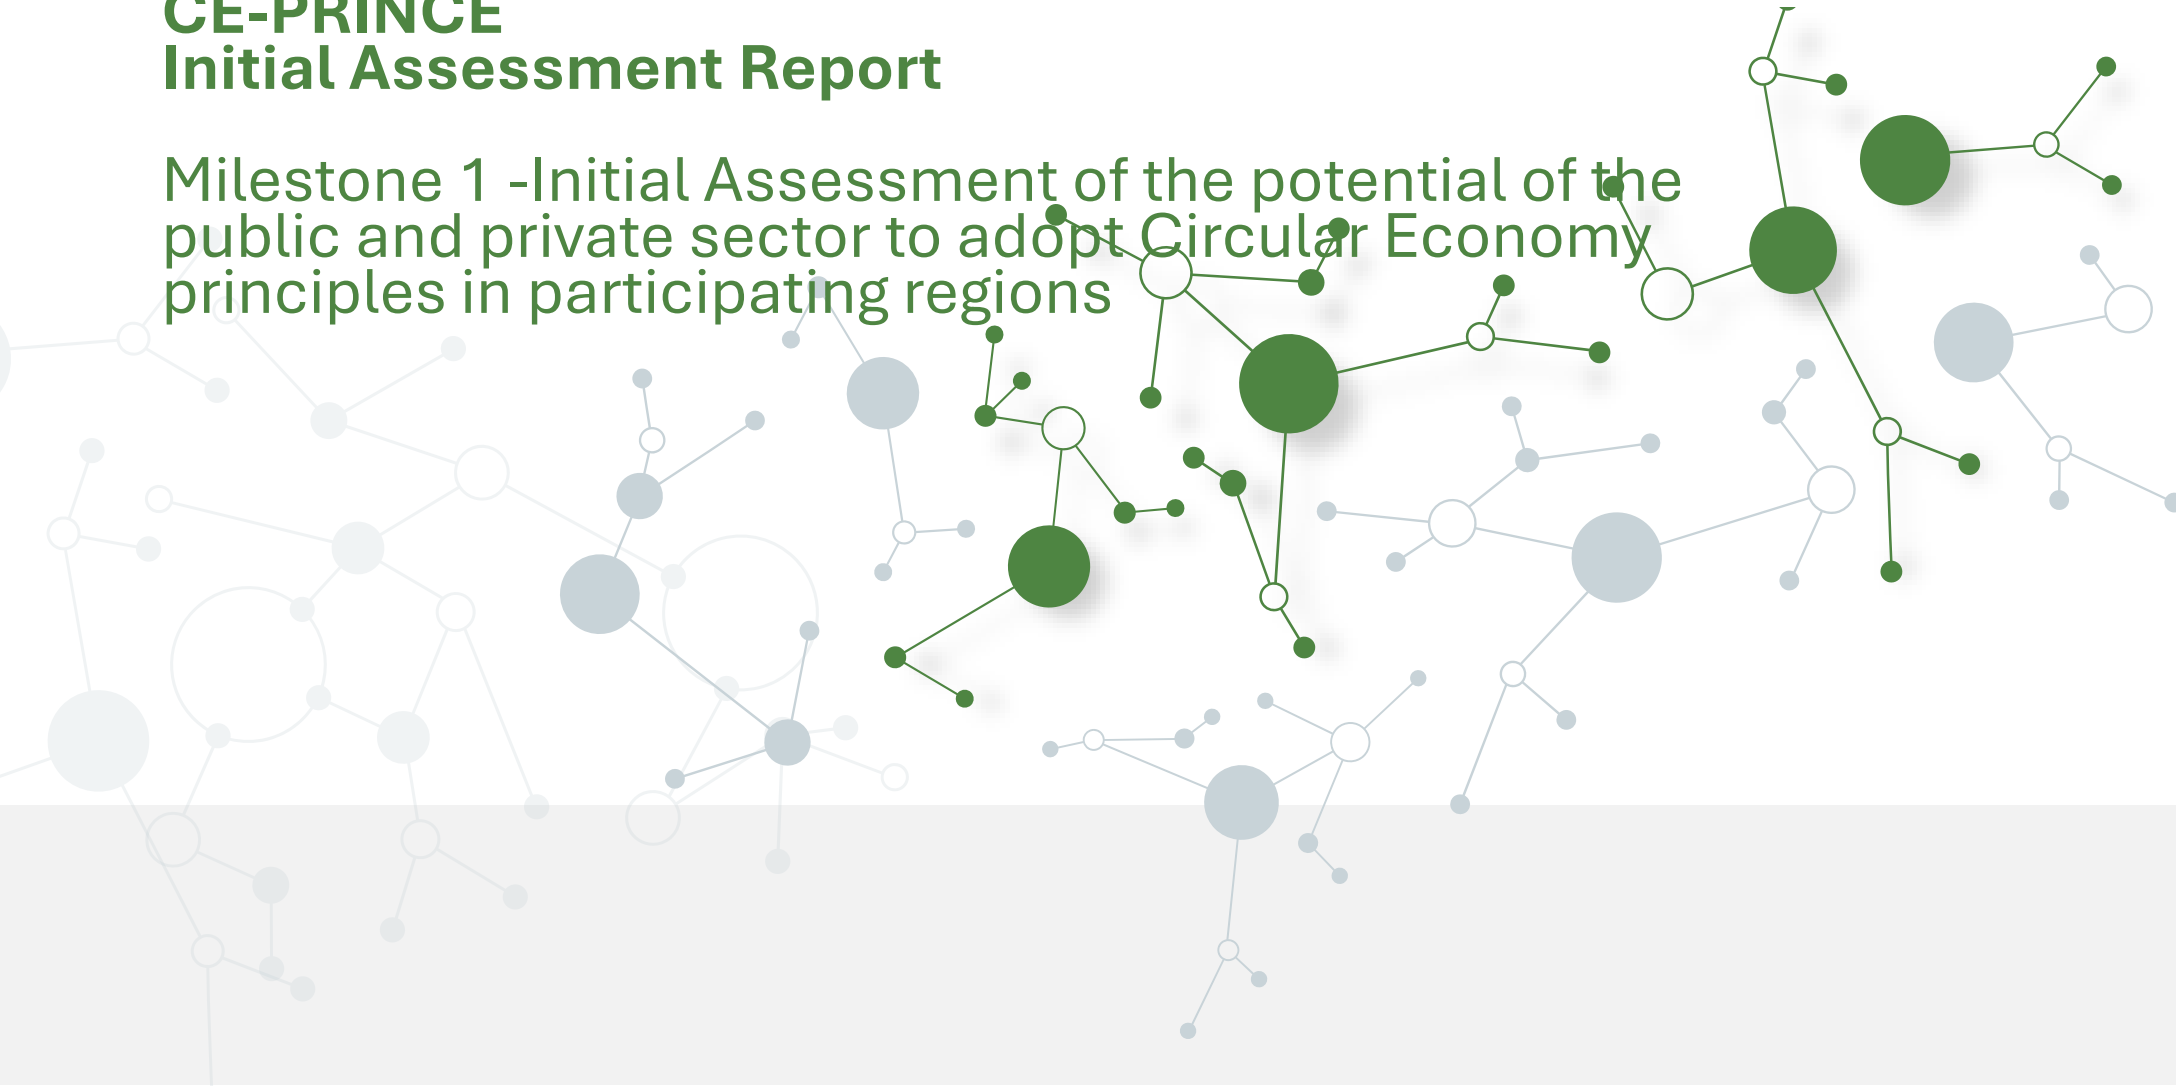 CE-PRINCE
Initial Assessment Report
Milestone 1 -Initial Assessment of the potential of the
public and private sector to adopt Circular Economy
principles in participating regions